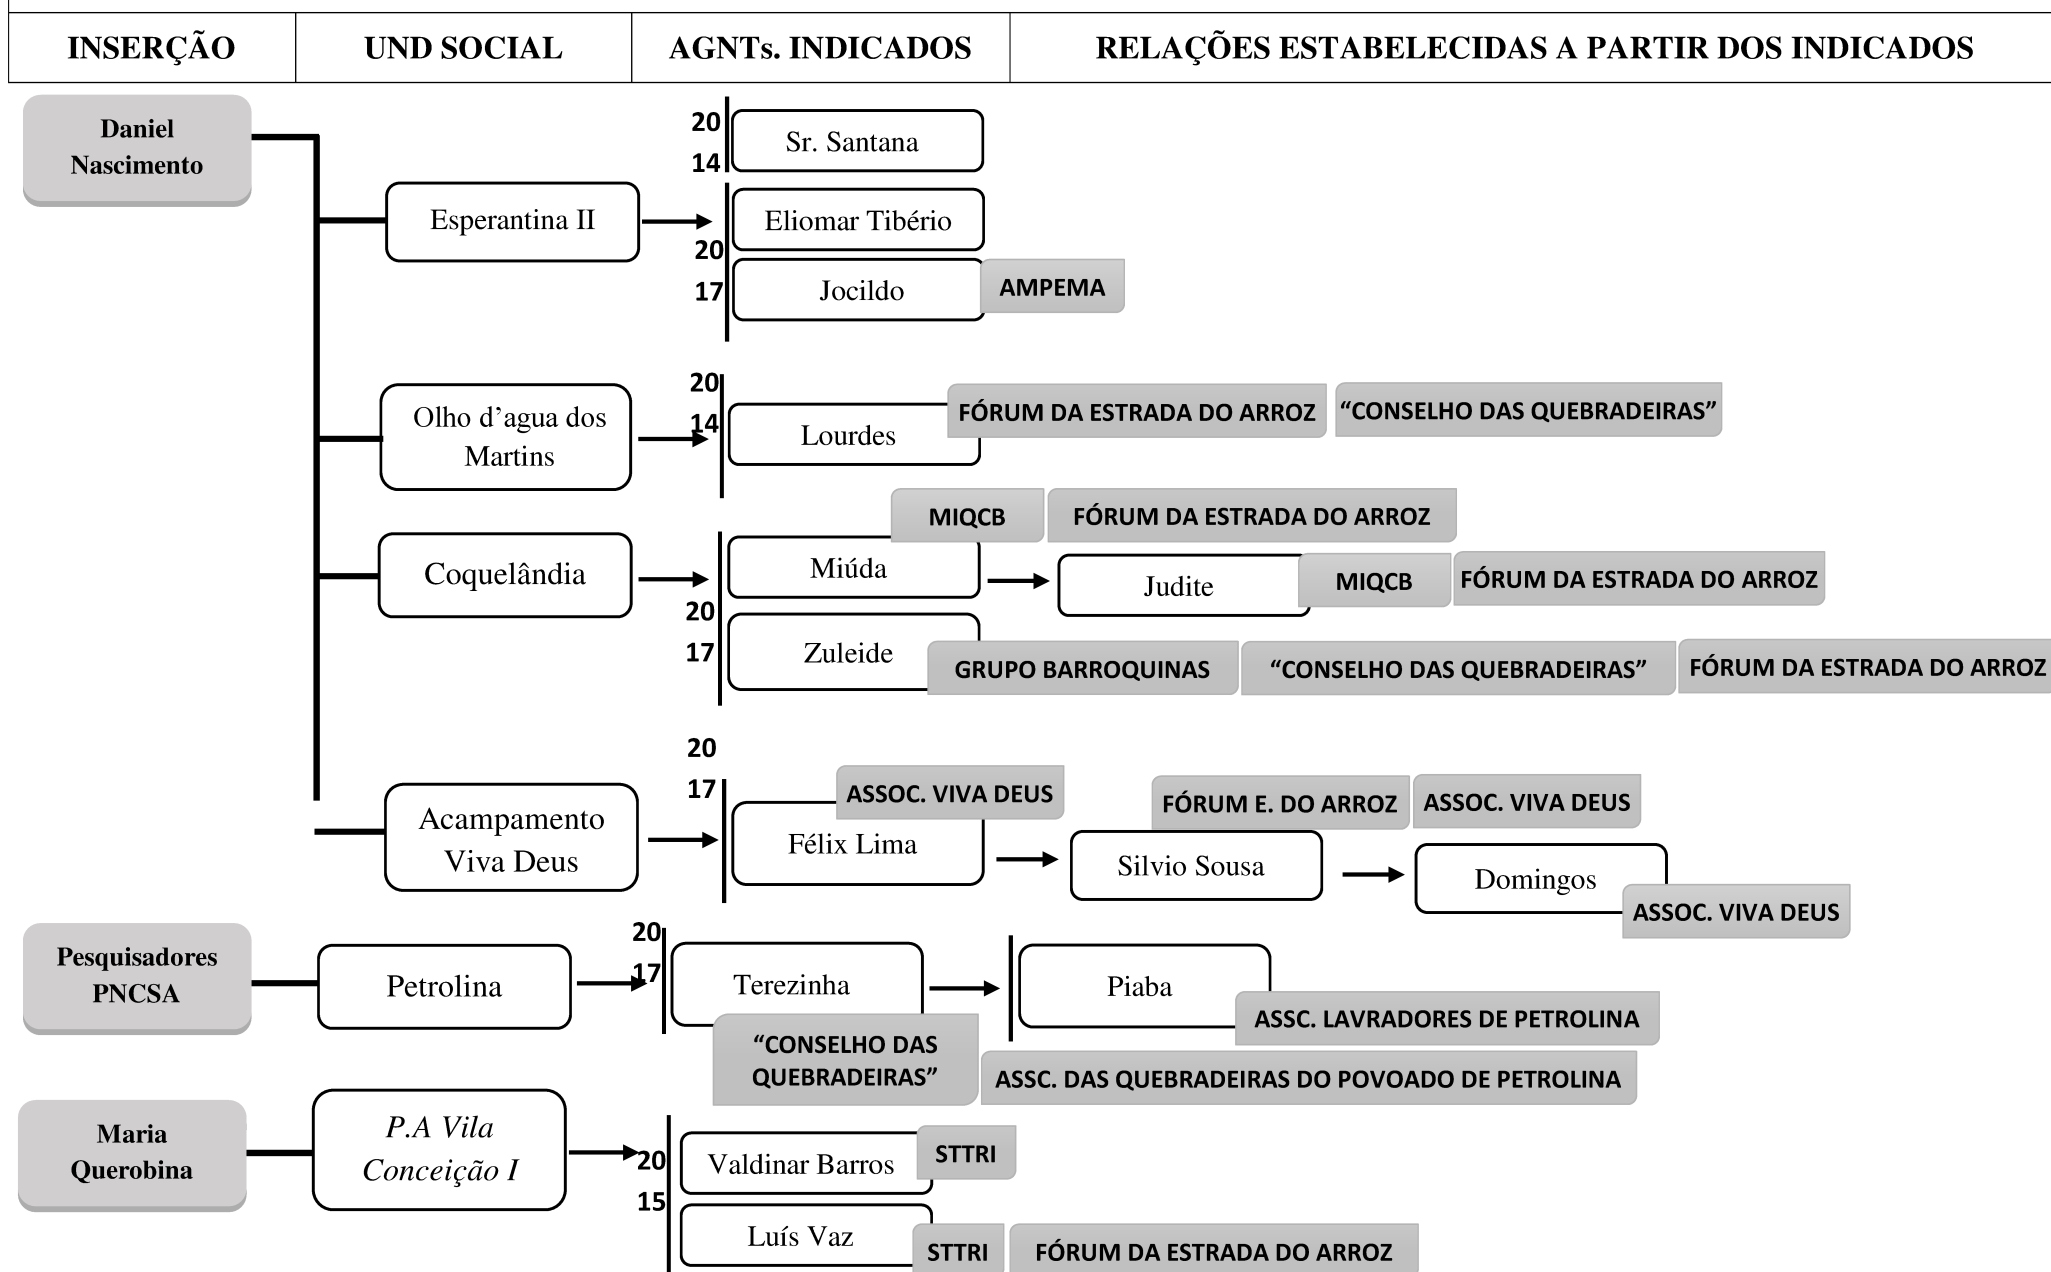 INSERÇÃO
UND SOCIAL
AGNTs. INDICADOS
RELAÇÕES ESTABELECIDAS A PARTIR DOS INDICADOS
Daniel
Nascimento
Esperantina II
20
14
Sr. Santana
Eliomar Tibério
20
17
Jocildo
AMPEMA
Olho d’agua dos
Martins
20
14
Lourdes
FÓRUM DA ESTRADA DO ARROZ
“CONSELHO DAS QUEBRADEIRAS”
Coquelândia
20
17
MIQCB
FÓRUM DA ESTRADA DO ARROZ
Miúda
Judite
MIQCB
FÓRUM DA ESTRADA DO ARROZ
Zuleide
GRUPO BARROQUINAS
“CONSELHO DAS QUEBRADEIRAS”
FÓRUM DA ESTRADA DO ARROZ
Acampamento
Viva Deus
20
17
ASSOC. VIVA DEUS
Félix Lima
FÓRUM E. DO ARROZ
ASSOC. VIVA DEUS
Silvio Sousa
Domingos
ASSOC. VIVA DEUS
Pesquisadores
PNCSA
Petrolina
20
17
Terezinha
“CONSELHO DAS
QUEBRADEIRAS”
Piaba
ASSC. LAVRADORES DE PETROLINA
ASSC. DAS QUEBRADEIRAS DO POVOADO DE PETROLINA
Maria
Querobina
P.A Vila
Conceição I
20
15
Valdinar Barros
STTRI
Luís Vaz
STTRI
FÓRUM DA ESTRADA DO ARROZ